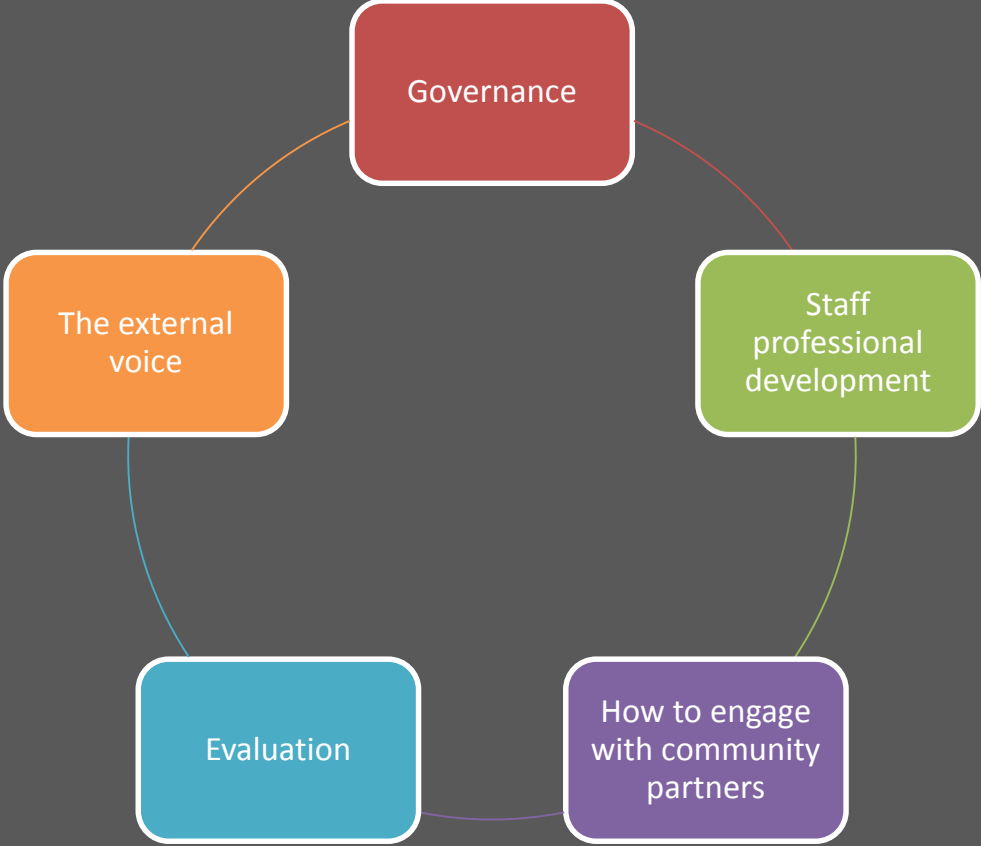 Governance
Staff
professional
development
How to engage
with community
partners
Evaluation
The external
voice